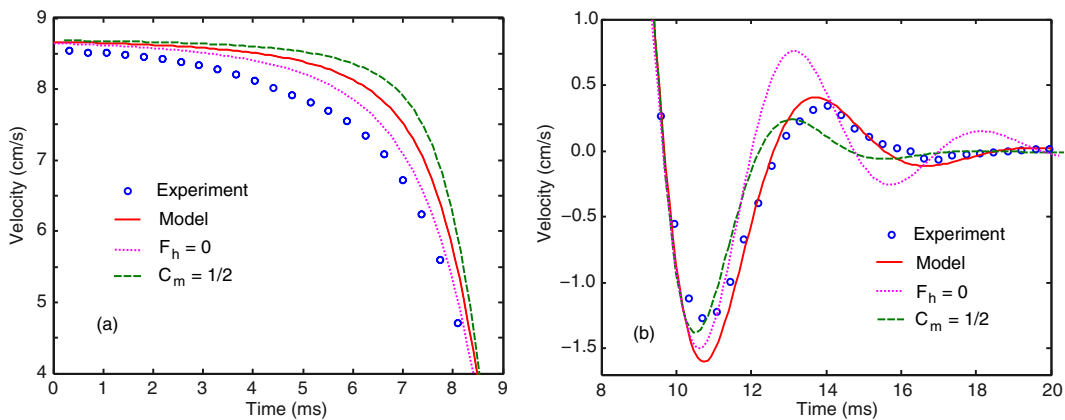 9
8
7
6
5
4
Velocity (cm/s)
Experiment
Model
F_h = 0
C_m = 1/2
(a)
0 1 2 3 4 5 6 7 8 9
Time (ms)
1.0
0.5
0.0
−0.5
−1.0
−1.5
Velocity (cm/s)
Experiment
Model
F_h = 0
C_m = 1/2
(b)
8 10 12 14 16 18 20
Time (ms)